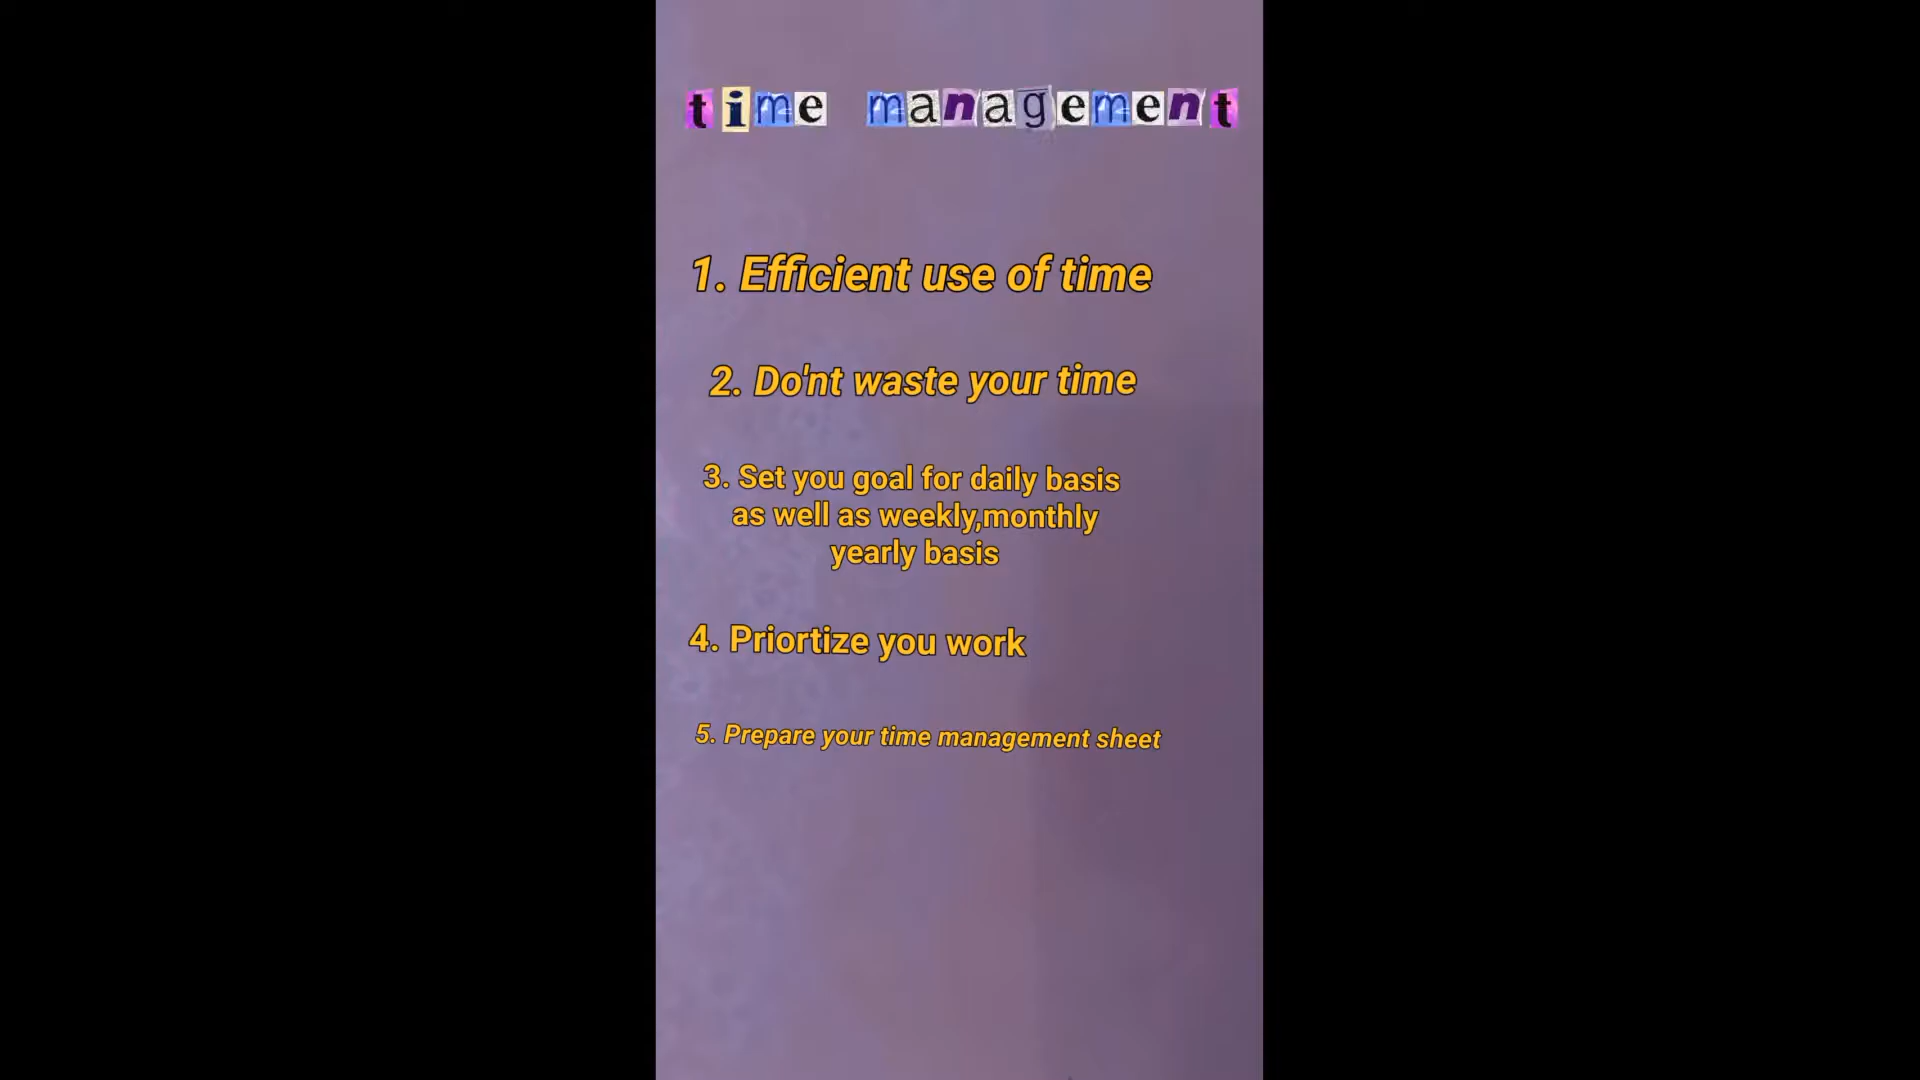 time management
1. Efficient use of time
2. Do'nt waste your time
3. Set you goal for daily basis
as well as weekly,monthly
yearly basis
4. Priortize you work
5. Prepare your time management sheet